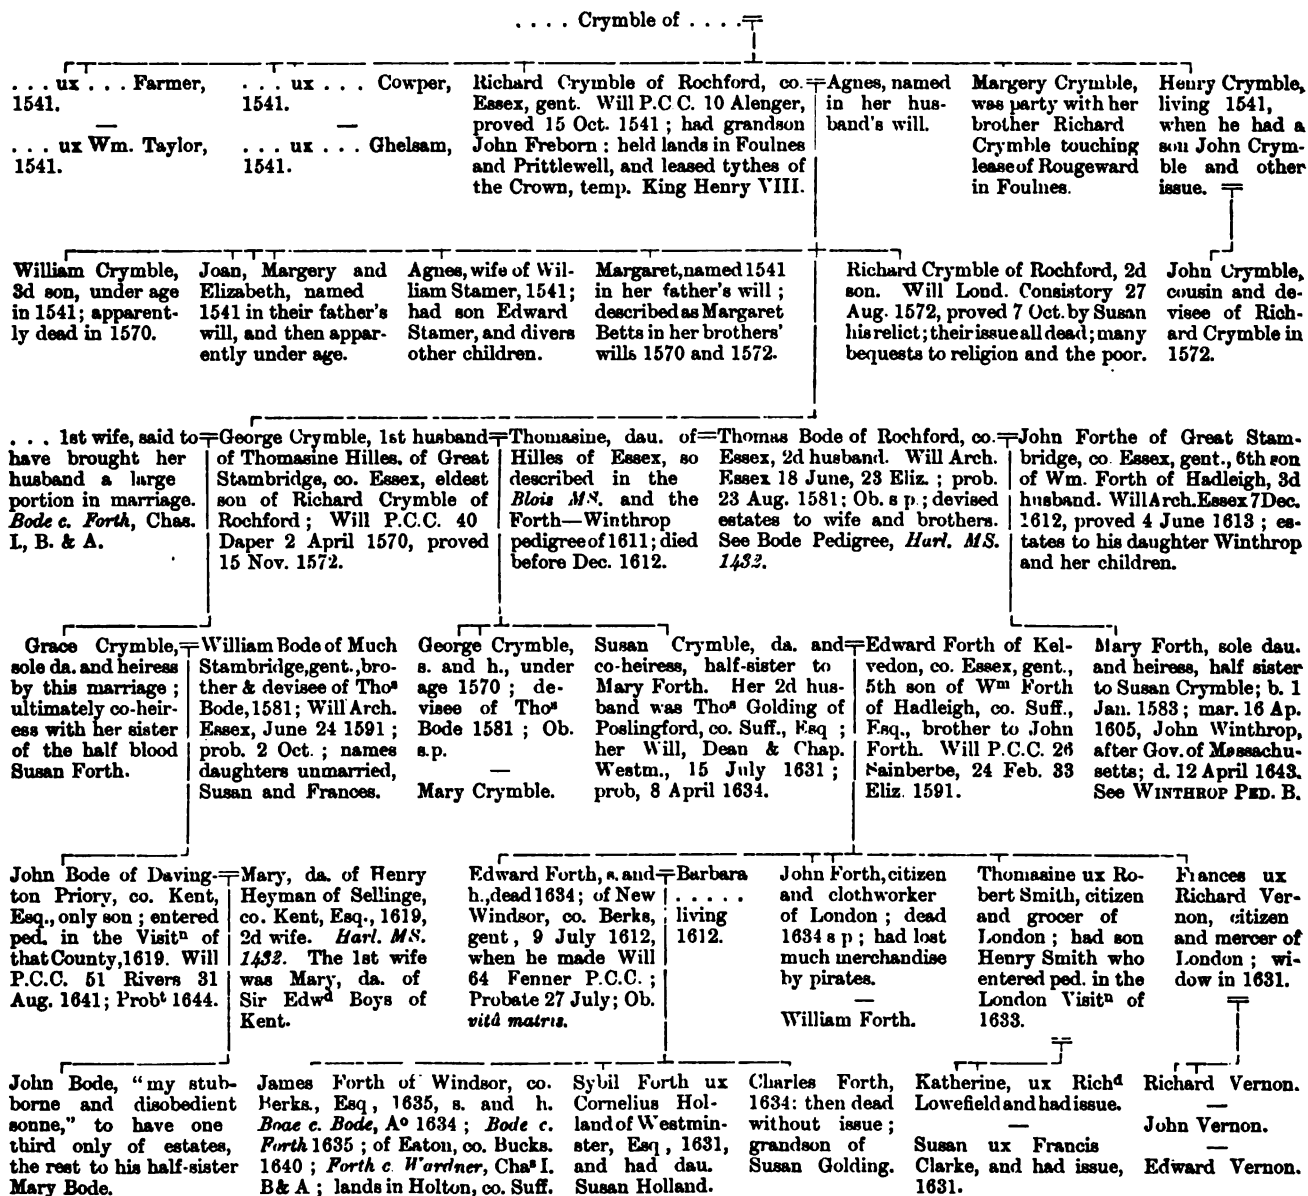 . . . . Crymble of . . . .
. . . ux . . . Farmer,
1541.
—
. . . ux Wm. Taylor,
1541.
. . . ux . . . Cowper,
1541.
—
. . . ux . . . Ghelsam,
1541.
Richard Crymble of Rochford, co.
Essex, gent. Will P.C C. 10 Alenger,
proved 15 Oct. 1541 ; had grandson
John Freborn : held lands in Foulnes
and Prittlewell, and leased tythes of
the Crown, temp. King Henry VIII.
Agnes, named
in her hus-
band's will.
Margery Crymble,
was party with her
brother Richard
Crymble touching
lease of Rougeward
in Foulnes.
Henry Crymble,
living 1541,
when he had a
son John Crym-
ble and other
issue.
William Crymble,
3d son, under age
in 1541; apparent-
ly dead in 1570.
Joan, Margery and
Elizabeth, named
1541 in their father's
will, and then appar-
ently under age.
Agnes, wife of Wil-
liam Stamer, 1541;
had son Edward
Stamer, and divers
other children.
Margaret, named 1541
in her father's will ;
described as Margaret
Betts in her brothers'
wills 1570 and 1572.
Richard Crymble of Rochford, 2d
son. Will Lond. Consistory 27
Aug. 1572, proved 7 Oct. by Susan
his relict; their issue all dead; many
bequests to religion and the poor.
John Crymble,
cousin and de-
visee of Rich-
ard Crymble in
1572.
. . . 1st wife, said to
have brought her
husband a large
portion in marriage.
Bode c. Forth, Chas.
I., B. & A.
George Crymble, 1st husband
of Thomasine Hilles, of Great
Stambridge, co. Essex, eldest
son of Richard Crymble of
Rochford ; Will P.C.C. 40
Daper 2 April 1570, proved
15 Nov. 1572.
Thomasine, dau. of
Hilles of Essex, so
described in the
Blois MS. and the
Forth—Winthrop
pedigree of 1611; died
before Dec. 1612.
Thomas Bode of Rochford, co.
Essex, 2d husband. Will Arch.
Essex 18 June, 23 Eliz. ; prob.
23 Aug. 1581; Ob. s p.; devised
estates to wife and brothers.
See Bode Pedigree, Harl. MS.
1432.
John Forthe of Great Stam-
bridge, co. Essex, gent., 6th son
of Wm. Forth of Hadleigh, 3d
husband. Will Arch. Essex 7 Dec.
1612, proved 4 June 1613 ; es-
tates to his daughter Winthrop
and her children.
Grace Crymble,
sole da. and heiress
by this marriage ;
ultimately co-heir-
ess with her sister
of the half blood
Susan Forth.
William Bode of Much
Stambridge, gent., bro-
ther & devisee of Thoˢ
Bode, 1581; Will Arch.
Essex, June 24 1591 ;
prob. 2 Oct. ; names
daughters unmarried,
Susan and Frances.
George Crymble,
s. and h., under
age 1570 ; de-
visee of Thoˢ
Bode 1581 ; Ob.
s.p.
—
Mary Crymble.
Susan Crymble, da. and
co-heiress, half-sister to
Mary Forth. Her 2d hus-
band was Thoˢ Golding of
Poslingford, co. Suff., Esq ;
her Will, Dean & Chap.
Westm., 15 July 1631 ;
prob, 8 April 1634.
Edward Forth of Kel-
vedon, co. Essex, gent.,
5th son of Wᵐ Forth
of Hadleigh, co. Suff.,
Esq., brother to John
Forth. Will P.C.C. 26
Sainberbe, 24 Feb. 33
Eliz. 1591.
Mary Forth, sole dau.
and heiress, half sister
to Susan Crymble; b. 1
Jan. 1583 ; mar. 16 Ap.
1605, John Winthrop,
after Gov. of Massachu-
setts; d. 12 April 1643.
See WINTHROP PED. B.
John Bode of Daving-
ton Priory, co. Kent,
Esq., only son ; entered
ped. in the Visitⁿ of
that County, 1619. Will
P.C.C. 51 Rivers 31
Aug. 1641; Probᵗ 1644.
Mary, da. of Henry
Heyman of Sellinge,
co. Kent, Esq., 1619,
2d wife. Harl. MS.
1432. The 1st wife
was Mary, da. of
Sir Edwᵈ Boys of
Kent.
Edward Forth, s. and
h., dead 1634; of New
Windsor, co. Berks,
gent , 9 July 1612,
when he made Will
64 Fenner P.C.C. ;
Probate 27 July; Ob.
vitâ matris.
Barbara
. . . . .
living
1612.
John Forth, citizen
and clothworker
of London ; dead
1634 s p ; had lost
much merchandise
by pirates.
—
William Forth.
Thomasine ux Ro-
bert Smith, citizen
and grocer of
London ; had son
Henry Smith who
entered ped. in the
London Visitⁿ of
1633.
Frances ux
Richard Ver-
non, citizen
and mercer of
London ; wi-
dow in 1631.
John Bode, "my stub-
borne and disobedient
sonne," to have one
third only of estates,
the rest to his half-sister
Mary Bode.
James Forth of Windsor, co.
Berks., Esq , 1635, s. and h.
Boae c. Bode, Aº 1634 ; Bode c.
Forth 1635 ; of Eaton, co. Bucks.
1640 ; Forth c. Wardner, Chaˢ I.
B & A ; lands in Holton, co. Suff.
Sybil Forth ux
Cornelius Hol-
land of Westmin-
ster, Esq , 1631,
and had dau.
Susan Holland.
Charles Forth,
1634: then dead
without issue ;
grandson of
Susan Golding.
Katherine, ux Richᵈ
Lowefield and had issue.
—
Susan ux Francis
Clarke, and had issue,
1631.
Richard Vernon.
—
John Vernon.
—
Edward Vernon.